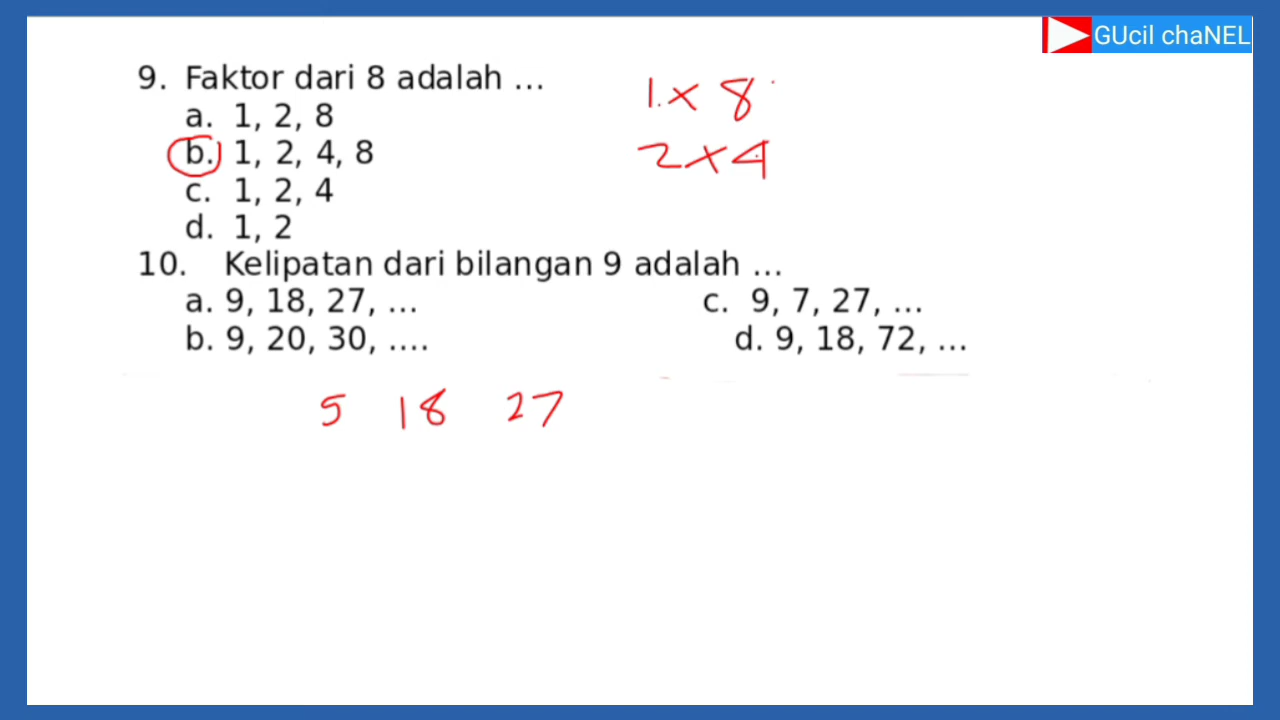 GUcil chaNEL
9. Faktor dari 8 adalah ...
1 x 8
a. 1, 2, 8
b. 1, 2, 4, 8
2 x 4
c. 1, 2, 4
d. 1, 2
10. Kelipatan dari bilangan 9 adalah ...
a. 9, 18, 27, ... c. 9, 7, 27, ...
b. 9, 20, 30, .... d. 9, 18, 72, ...
5 18 27